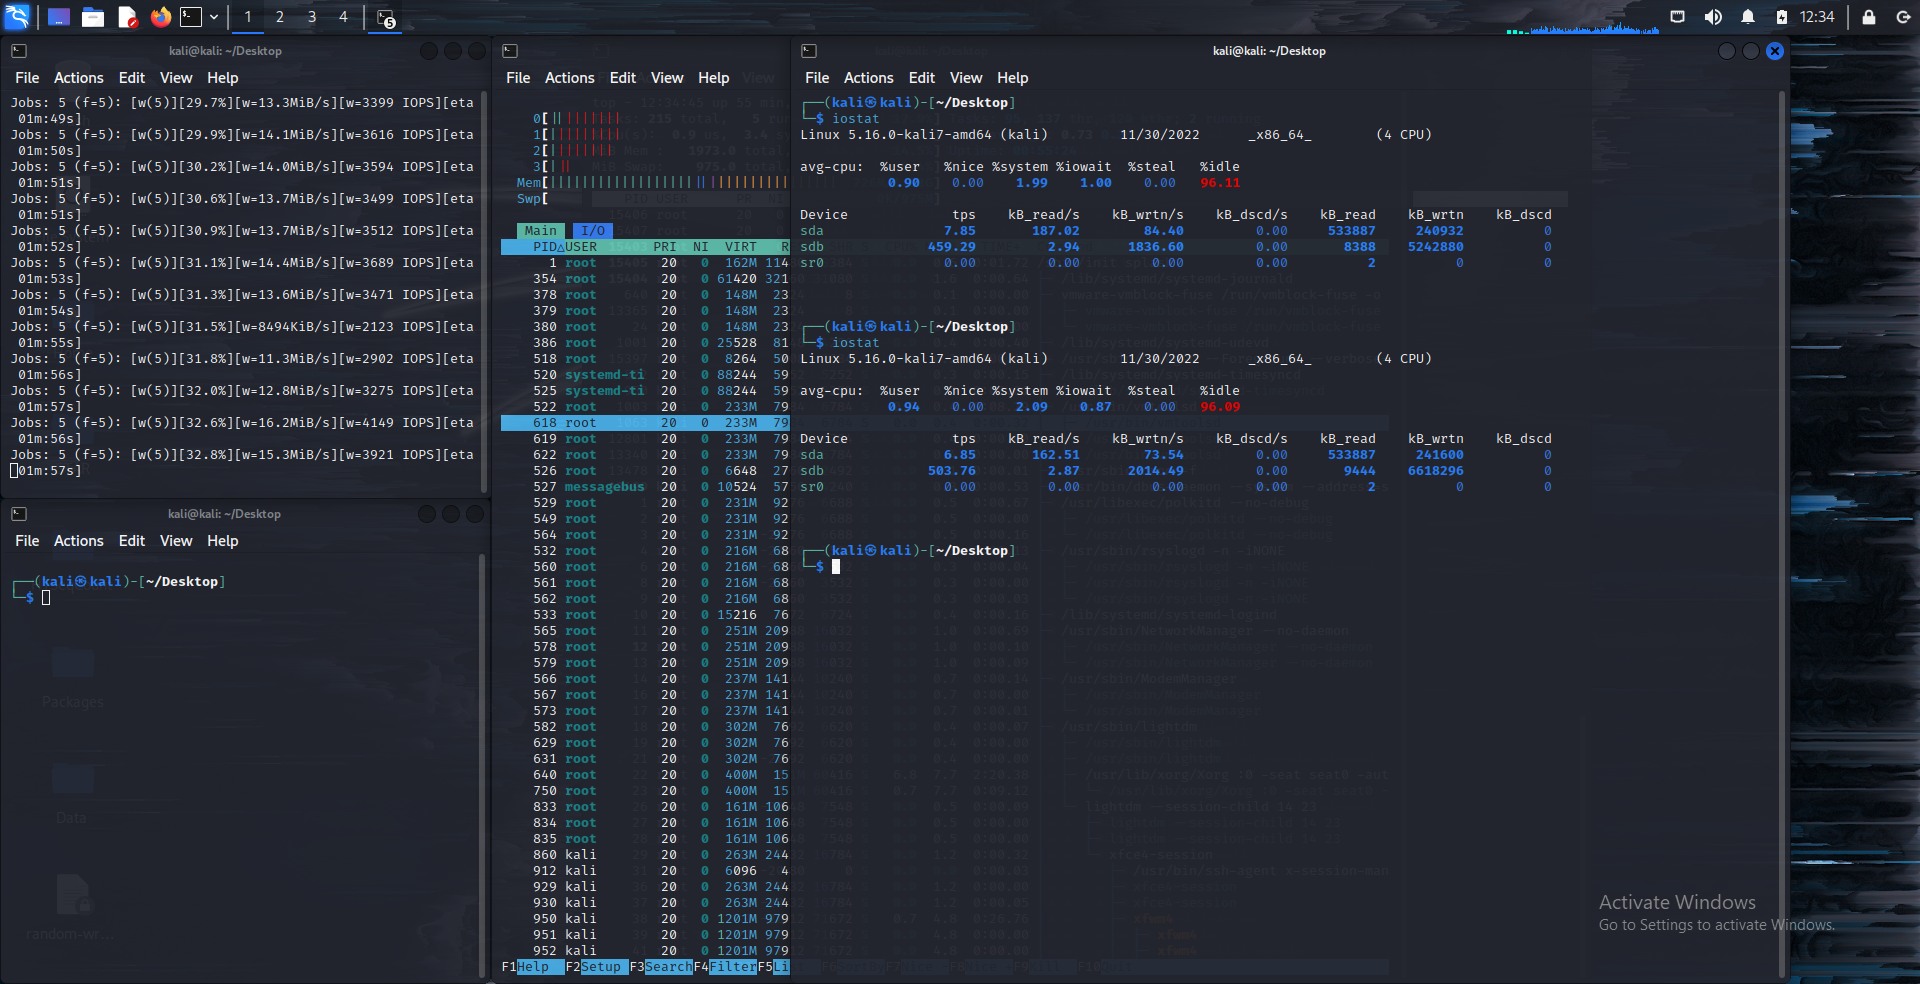 1 2 3 4 5 12:34
kali@kali: ~/Desktop
File Actions Edit View Help
Jobs: 5 (f=5): [w(5)][29.7%][w=13.3MiB/s][w=3399 IOPS][eta
01m:49s]
Jobs: 5 (f=5): [w(5)][29.9%][w=14.1MiB/s][w=3616 IOPS][eta
01m:50s]
Jobs: 5 (f=5): [w(5)][30.2%][w=14.0MiB/s][w=3594 IOPS][eta
01m:51s]
Jobs: 5 (f=5): [w(5)][30.6%][w=13.7MiB/s][w=3499 IOPS][eta
01m:51s]
Jobs: 5 (f=5): [w(5)][30.9%][w=13.7MiB/s][w=3512 IOPS][eta
01m:52s]
Jobs: 5 (f=5): [w(5)][31.1%][w=14.4MiB/s][w=3689 IOPS][eta
01m:53s]
Jobs: 5 (f=5): [w(5)][31.3%][w=13.6MiB/s][w=3471 IOPS][eta
01m:54s]
Jobs: 5 (f=5): [w(5)][31.5%][w=8494KiB/s][w=2123 IOPS][eta
01m:55s]
Jobs: 5 (f=5): [w(5)][31.8%][w=11.3MiB/s][w=2902 IOPS][eta
01m:56s]
Jobs: 5 (f=5): [w(5)][32.0%][w=12.8MiB/s][w=3275 IOPS][eta
01m:57s]
Jobs: 5 (f=5): [w(5)][32.6%][w=16.2MiB/s][w=4149 IOPS][eta
01m:56s]
Jobs: 5 (f=5): [w(5)][32.8%][w=15.3MiB/s][w=3921 IOPS][eta
01m:57s]
kali@kali: ~/Desktop
File Actions Edit View Help
┌──(kali㉿kali)-[~/Desktop]
└─$
Packages
Data
random-wr...
File Actions Edit View Help
0[||||||||
1[|||||||||
2[||||||||
3[|||
Mem[||||||||||||||||||||||||||||||
Swp[
Main I/O
PID△USER PRI NI VIRT R
1 root 20 0 162M 114
354 root 20 0 61420 321
378 root 20 0 148M 23
379 root 20 0 148M 23
380 root 20 0 148M 23
386 root 20 0 25528 81
518 root 20 0 8264 50
520 systemd-ti 20 0 88244 59
525 systemd-ti 20 0 88244 59
522 root 20 0 233M 79
618 root 20 0 233M 79
619 root 20 0 233M 79
622 root 20 0 233M 79
526 root 20 0 6648 27
527 messagebus 20 0 10524 57
529 root 20 0 231M 92
549 root 20 0 231M 92
564 root 20 0 231M 92
532 root 20 0 216M 68
560 root 20 0 216M 68
561 root 20 0 216M 68
562 root 20 0 216M 68
533 root 20 0 15216 76
565 root 20 0 251M 209
578 root 20 0 251M 209
579 root 20 0 251M 209
566 root 20 0 237M 141
567 root 20 0 237M 141
573 root 20 0 237M 141
582 root 20 0 302M 76
629 root 20 0 302M 76
631 root 20 0 302M 76
640 root 20 0 400M 15
750 root 20 0 400M 15
833 root 20 0 161M 106
834 root 20 0 161M 106
835 root 20 0 161M 106
860 kali 20 0 263M 244
912 kali 20 0 6096 4
929 kali 20 0 263M 244
930 kali 20 0 263M 244
950 kali 20 0 1201M 979
951 kali 20 0 1201M 979
952 kali 20 0 1201M 979
F1Help F2Setup F3SearchF4FilterF5Li
kali@kali: ~/Desktop
File Actions Edit View Help
┌──(kali㉿kali)-[~/Desktop]
└─$ iostat
Linux 5.16.0-kali7-amd64 (kali) 11/30/2022 _x86_64_ (4 CPU)
avg-cpu: %user %nice %system %iowait %steal %idle
0.90 0.00 1.99 1.00 0.00 96.11
Device tps kB_read/s kB_wrtn/s kB_dscd/s kB_read kB_wrtn kB_dscd
sda 7.85 187.02 84.40 0.00 533887 240932 0
sdb 459.29 2.94 1836.60 0.00 8388 5242880 0
sr0 0.00 0.00 0.00 0.00 2 0 0
┌──(kali㉿kali)-[~/Desktop]
└─$ iostat
Linux 5.16.0-kali7-amd64 (kali) 11/30/2022 _x86_64_ (4 CPU)
avg-cpu: %user %nice %system %iowait %steal %idle
0.94 0.00 2.09 0.87 0.00 96.09
Device tps kB_read/s kB_wrtn/s kB_dscd/s kB_read kB_wrtn kB_dscd
sda 6.85 162.51 73.54 0.00 533887 241600 0
sdb 503.76 2.87 2014.49 0.00 9444 6618296 0
sr0 0.00 0.00 0.00 0.00 2 0 0
┌──(kali㉿kali)-[~/Desktop]
└─$
Activate Windows
Go to Settings to activate Windows.